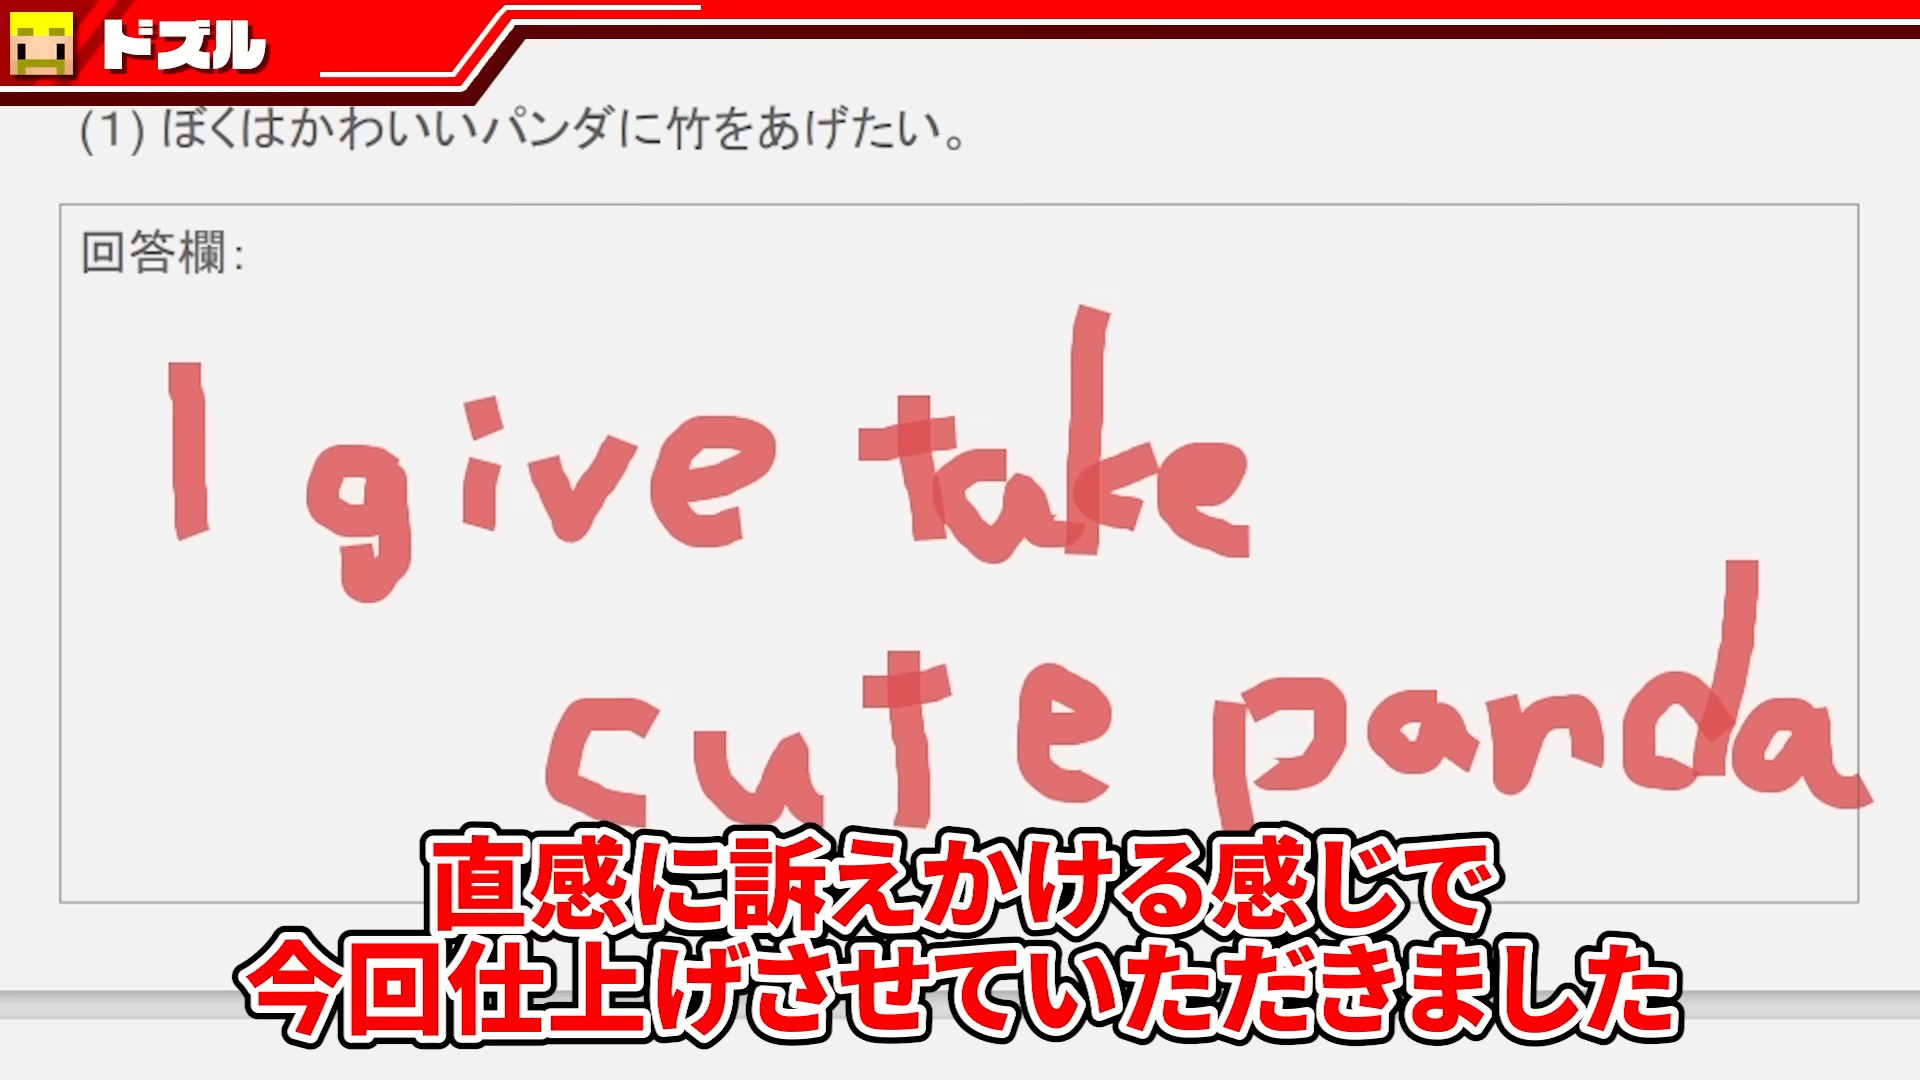 ドズル
(1) ぼくはかわいいパンダに竹をあげたい。
回答欄:
I give take
cute panda
直感に訴えかける感じで
今回仕上げさせていただきました